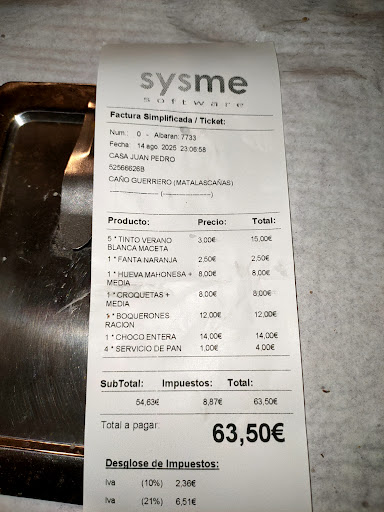 sysme
software
Factura Simplificada / Ticket:
Num.: 0 - Albaran: 7733
Fecha 14 ago. 2025 23:06:58
CASA JUAN PEDRO
52566626B
CAÑO GUERRERO (MATALASCAÑAS)
-------------------- (--------------------)
Producto: Precio: Total:
5 * TINTO VERANO 3,00€ 15,00€
BLANCA MACETA
1 * FANTA NARANJA 2,50€ 2,50€
1 * HUEVA MAHONESA + 8,00€ 8,00€
MEDIA
1 * CROQUETAS + 8,00€ 8,00€
MEDIA
1 * BOQUERONES 12,00€ 12,00€
RACION
1 * CHOCO ENTERA 14,00€ 14,00€
4 * SERVICIO DE PAN 1,00€ 4,00€
SubTotal: Impuestos: Total:
54,63€ 8,87€ 63,50€
Total a pagar: 63,50€
Desglose de Impuestos:
Iva (10%) 2,36€
Iva (21%) 6,51€